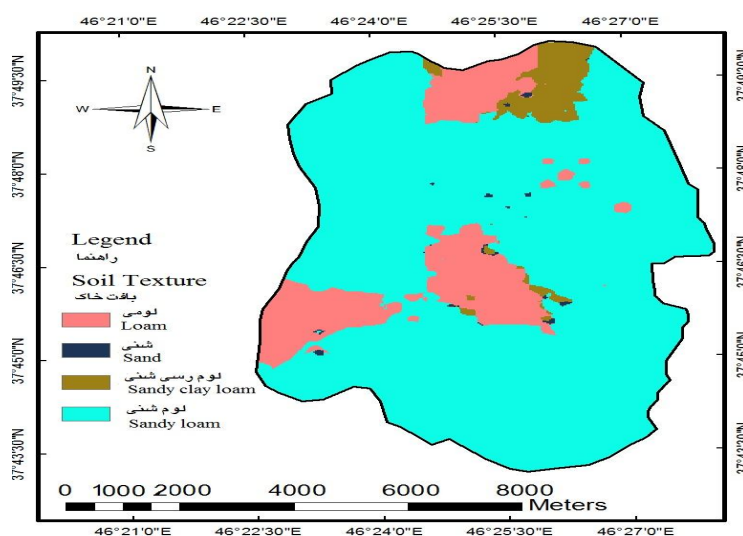 46°21'0"E 46°22'30"E 46°24'0"E 46°25'30"E 46°27'0"E
N
W E
S
37°48'0"N
37°46'30"N
37°45'0"N
37°43'30"N
37°48'0"N
Legend
راهنما
Soil Texture
بافت خاک
لومی
Loam
شنی
Sand
لوم رسی شنی
Sandy clay loam
لوم شنی
Sandy loam
0 1000 2000 4000 6000 8000
Meters
46°21'0"E 46°22'30"E 46°24'0"E 46°25'30"E 46°27'0"E